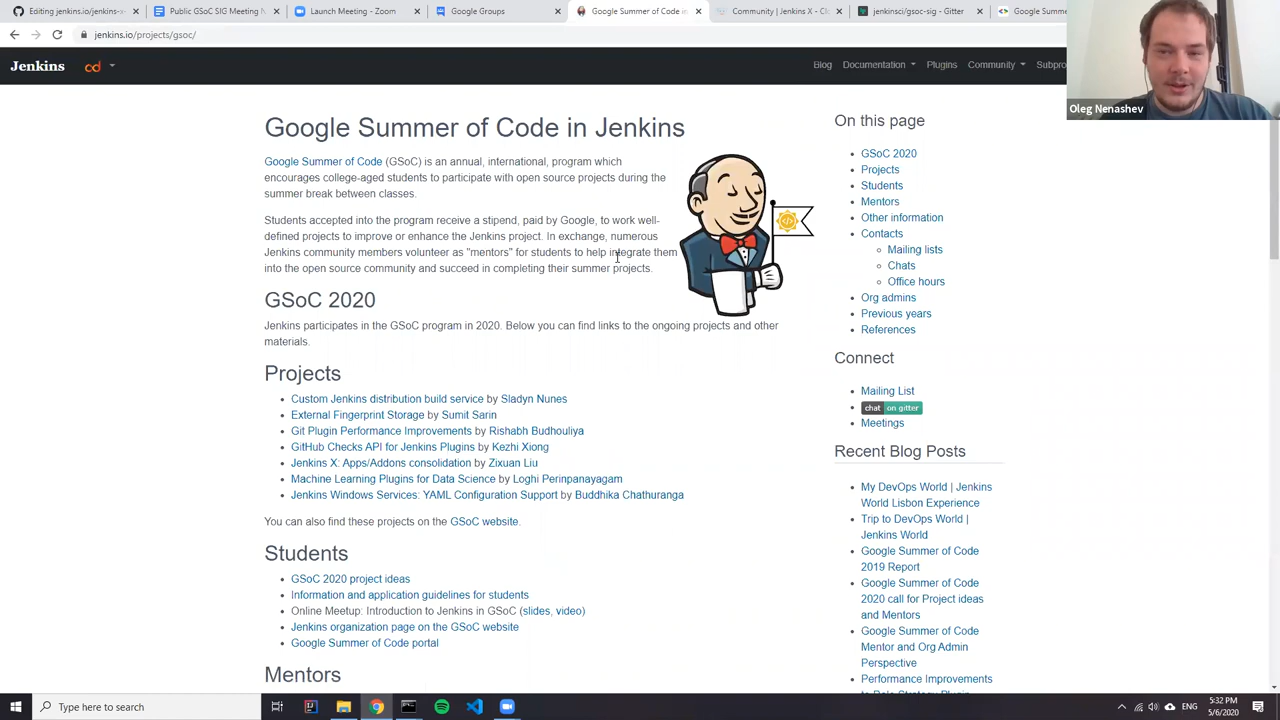 Editing jenkins.io/jenkins-x
Public GSoC SIG Meeting N
Launch Meeting - Zoom
Google Groups
Google Summer of Code in
Community | Jenkins X - Clo
jenkinsci/gsoc-sig - Gitter
Google Summ
jenkins.io/projects/gsoc/
Oleg Nenashev
Jenkins
cd
Blog Documentation Plugins Community Subpro
Google Summer of Code in Jenkins
Google Summer of Code (GSoC) is an annual, international, program which
encourages college-aged students to participate with open source projects during the
summer break between classes.
Students accepted into the program receive a stipend, paid by Google, to work well-
defined projects to improve or enhance the Jenkins project. In exchange, numerous
Jenkins community members volunteer as "mentors" for students to help integrate them
into the open source community and succeed in completing their summer projects.
GSoC 2020
Jenkins participates in the GSoC program in 2020. Below you can find links to the ongoing projects and other
materials.
Projects
Custom Jenkins distribution build service by Sladyn Nunes
External Fingerprint Storage by Sumit Sarin
Git Plugin Performance Improvements by Rishabh Budhouliya
GitHub Checks API for Jenkins Plugins by Kezhi Xiong
Jenkins X: Apps/Addons consolidation by Zixuan Liu
Machine Learning Plugins for Data Science by Loghi Perinpanayagam
Jenkins Windows Services: YAML Configuration Support by Buddhika Chathuranga
You can also find these projects on the GSoC website.
Students
GSoC 2020 project ideas
Information and application guidelines for students
Online Meetup: Introduction to Jenkins in GSoC (slides, video)
Jenkins organization page on the GSoC website
Google Summer of Code portal
Mentors
On this page
GSoC 2020
Projects
Students
Mentors
Other information
Contacts
Mailing lists
Chats
Office hours
Org admins
Previous years
References
Connect
Mailing List
chat on gitter
Meetings
Recent Blog Posts
My DevOps World | Jenkins
World Lisbon Experience
Trip to DevOps World |
Jenkins World
Google Summer of Code
2019 Report
Google Summer of Code
2020 call for Project ideas
and Mentors
Google Summer of Code
Mentor and Org Admin
Perspective
Performance Improvements
to Role Strategy Plugin
Type here to search
ENG
5:32 PM
5/6/2020